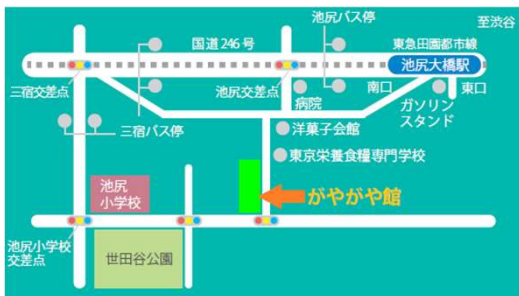 池尻バス停
至渋谷
国道246号
東急田園都市線
池尻大橋駅
三宿交差点
池尻交差点
南口
東口
病院
ガソリン
スタンド
三宿バス停
洋菓子会館
東京栄養食糧専門学校
池尻
小学校
がやがや館
池尻小学校
交差点
世田谷公園